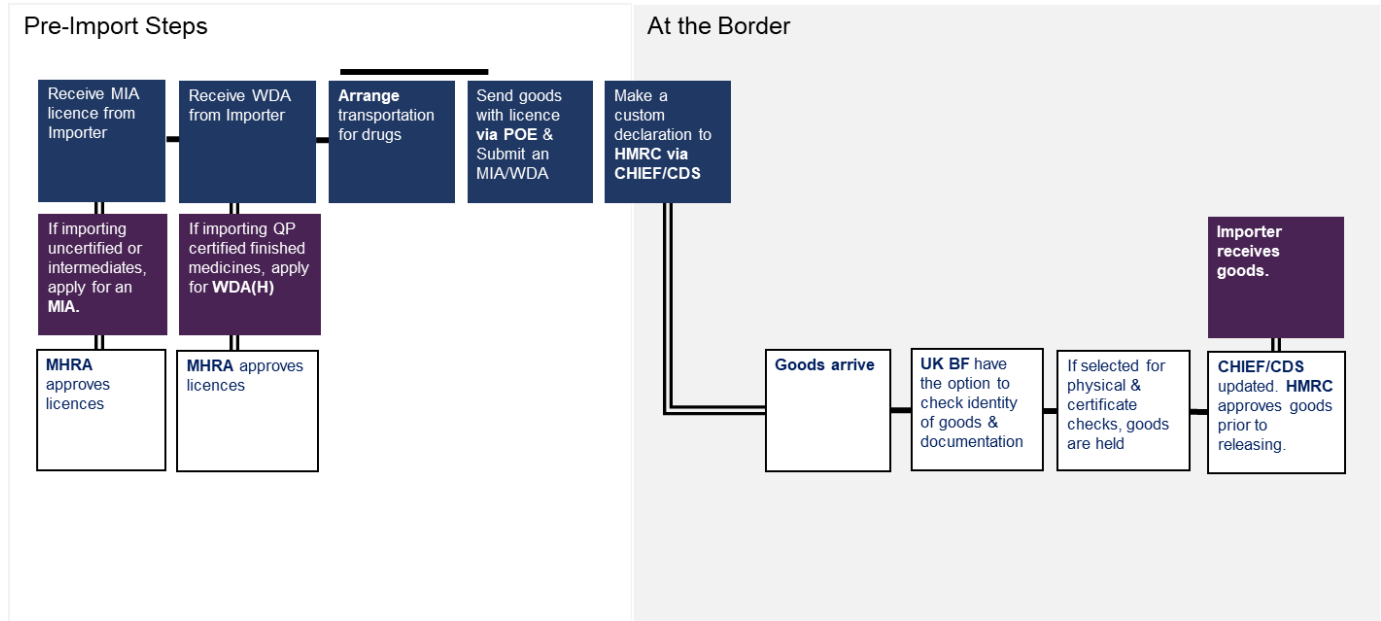 Pre-Import Steps
At the Border
Receive MIA
licence from
Importer
Receive WDA
from Importer
Arrange
transportation
for drugs
Send goods
with licence
via POE &
Submit an
MIA/WDA
Make a
custom
declaration to
HMRC via
CHIEF/CDS
If importing
uncertified or
intermediates,
apply for an
MIA.
If importing QP
certified finished
medicines, apply
for WDA(H)
Importer
receives
goods.
MHRA
approves
licences
MHRA approves
licences
Goods arrive
UK BF have
the option to
check identity
of goods &
documentation
If selected for
physical &
certificate
checks, goods
are held
CHIEF/CDS
updated. HMRC
approves goods
prior to
releasing.